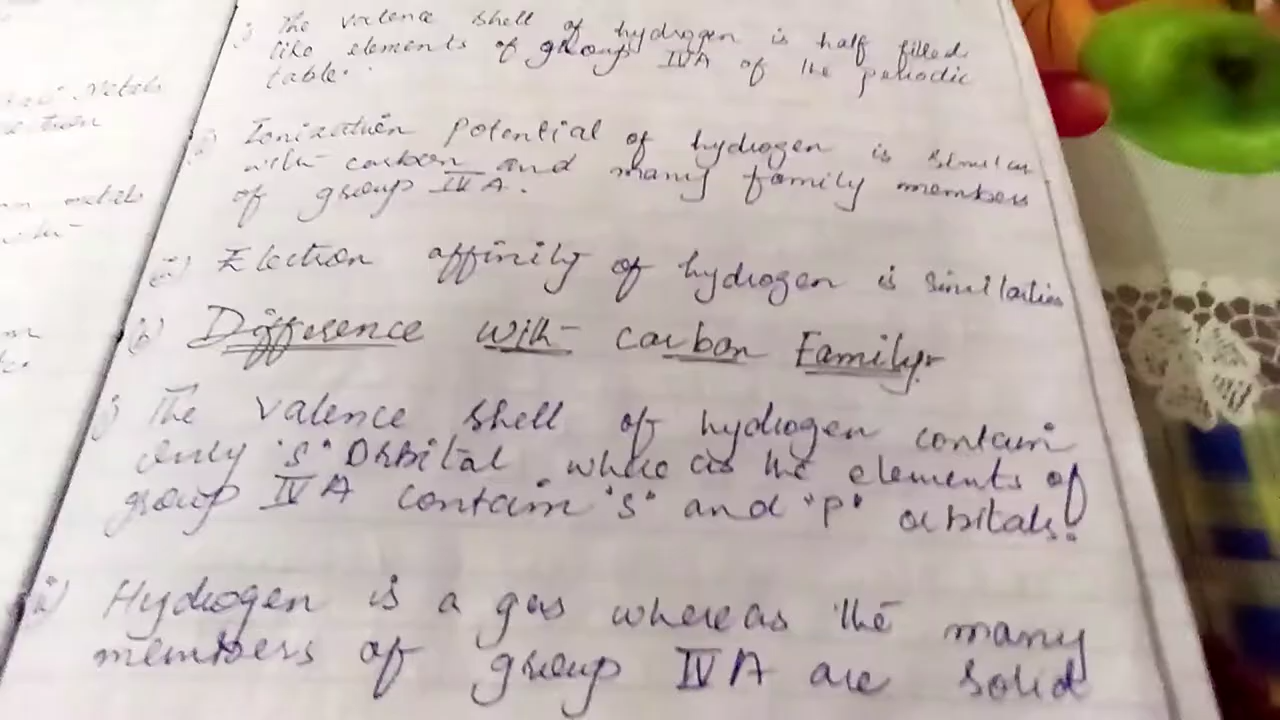 i) The valence shell of hydrogen is half filled
like elements of group IVA of the periodic
table.
Ionization potential of hydrogen is similar
with carbon and many family members
of group IVA.
iii) Electron affinity of hydrogen is similarties
(b) Difference with carbon Family.
i) The valence shell of hydrogen contain
only 's' Orbital where as the elements of
group IVA contain 's' and 'p' orbitals.
ii) Hydrogen is a gas whereas the many
members of group IVA are solid